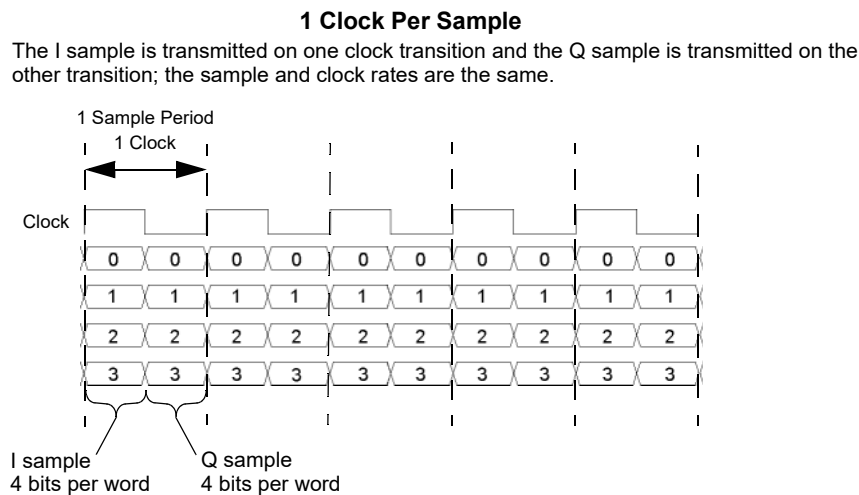 1 Clock Per Sample
The I sample is transmitted on one clock transition and the Q sample is transmitted on the
other transition; the sample and clock rates are the same.
1 Sample Period
1 Clock
Clock
0 0 0 0 0 0 0 0 0 0
1 1 1 1 1 1 1 1 1 1
2 2 2 2 2 2 2 2 2 2
3 3 3 3 3 3 3 3 3 3
I sample
4 bits per word
Q sample
4 bits per word